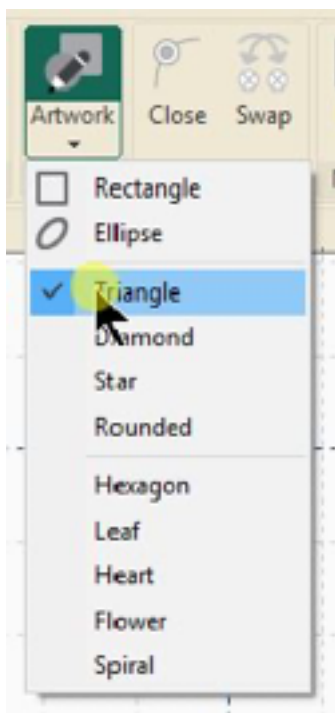 Artwork Close Swap
Rectangle
Ellipse
Triangle
Diamond
Star
Rounded
Hexagon
Leaf
Heart
Flower
Spiral